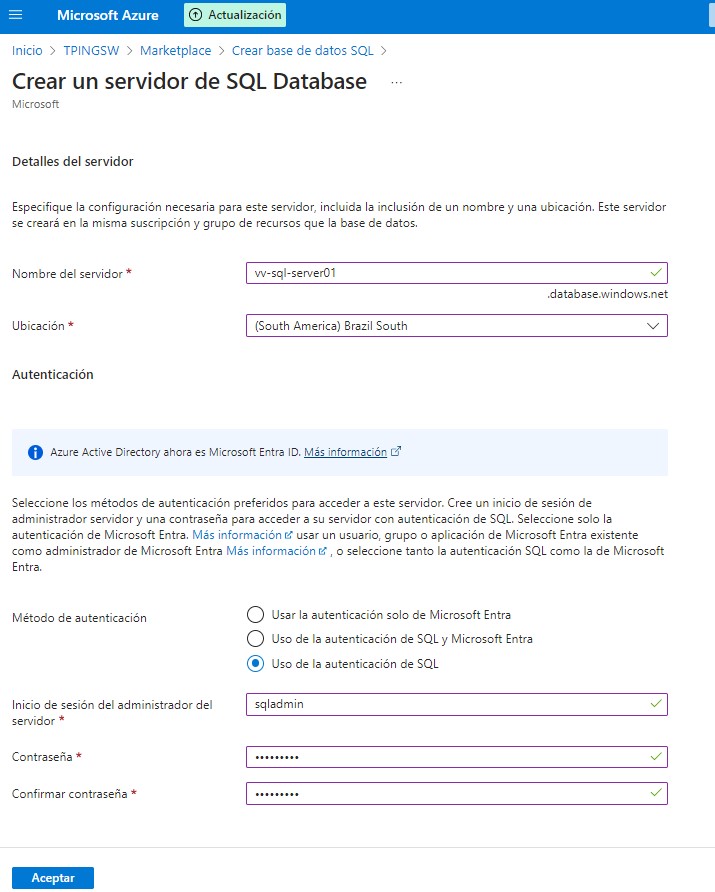 Microsoft Azure
Actualización
Inicio > TPINGSW > Marketplace > Crear base de datos SQL >
Crear un servidor de SQL Database ...
Microsoft
Detalles del servidor
Especifique la configuración necesaria para este servidor, incluida la inclusión de un nombre y una ubicación. Este servidor
se creará en la misma suscripción y grupo de recursos que la base de datos.
Nombre del servidor *
vv-sql-server01
.database.windows.net
Ubicación *
(South America) Brazil South
Autenticación
Azure Active Directory ahora es Microsoft Entra ID. Más información
Seleccione los métodos de autenticación preferidos para acceder a este servidor. Cree un inicio de sesión de
administrador servidor y una contraseña para acceder a su servidor con autenticación de SQL. Seleccione solo la
autenticación de Microsoft Entra. Más información usar un usuario, grupo o aplicación de Microsoft Entra existente
como administrador de Microsoft Entra Más información , o seleccione tanto la autenticación SQL como la de Microsoft
Entra.
Método de autenticación
Usar la autenticación solo de Microsoft Entra
Uso de la autenticación de SQL y Microsoft Entra
Uso de la autenticación de SQL
Inicio de sesión del administrador del
servidor *
sqladmin
Contraseña *
•••••••••
Confirmar contraseña *
•••••••••
Aceptar